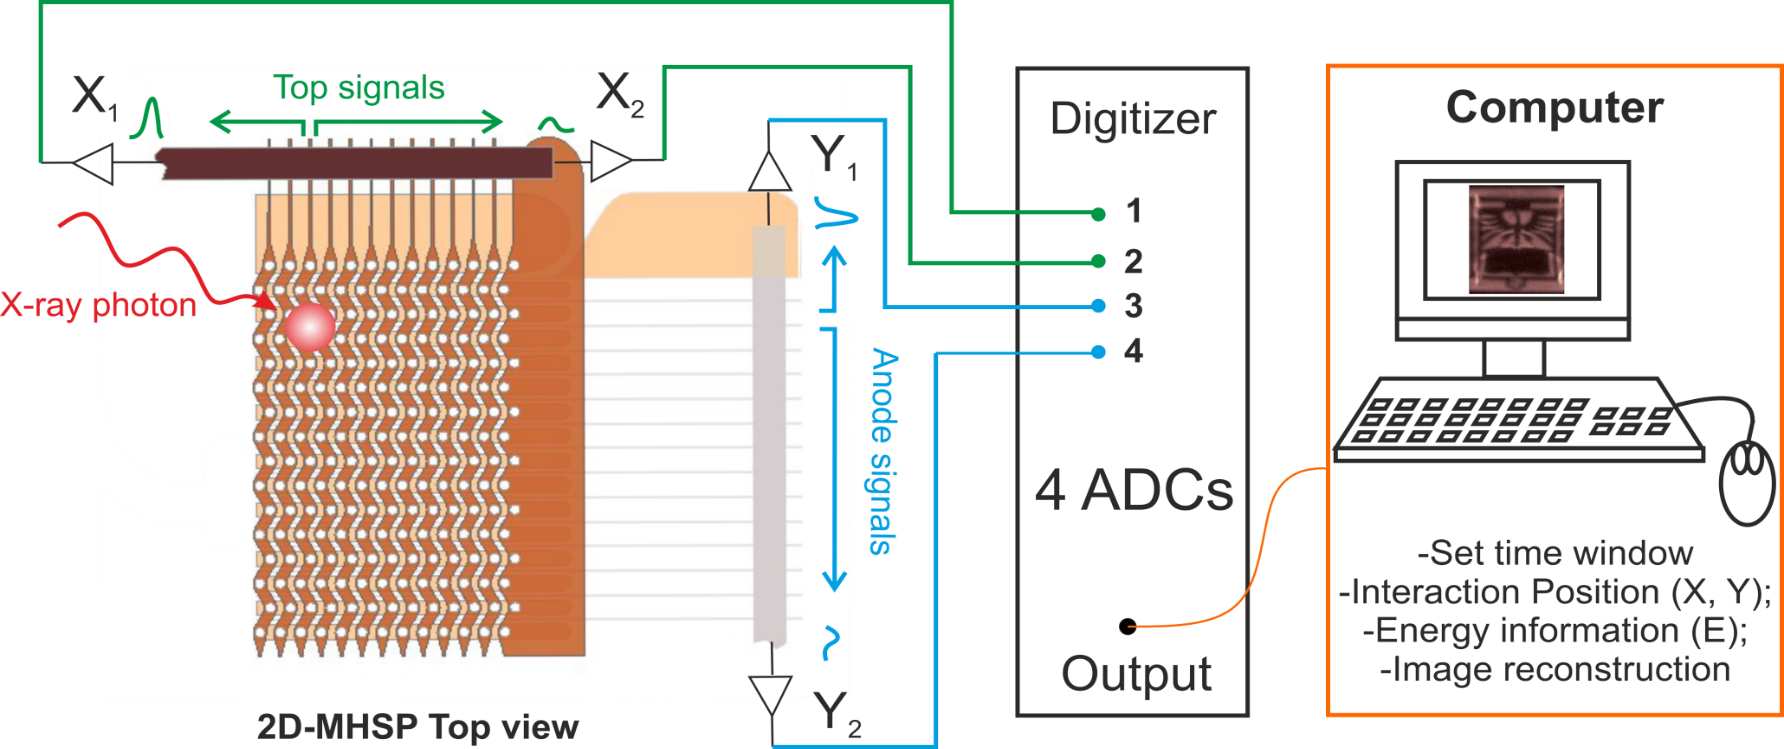 X1
Top signals
X2
X-ray photon
Y1
Anode signals
Y2
2D-MHSP Top view
Digitizer
1
2
3
4
4 ADCs
Output
Computer
-Set time window
-Interaction Position (X, Y);
-Energy information (E);
-Image reconstruction